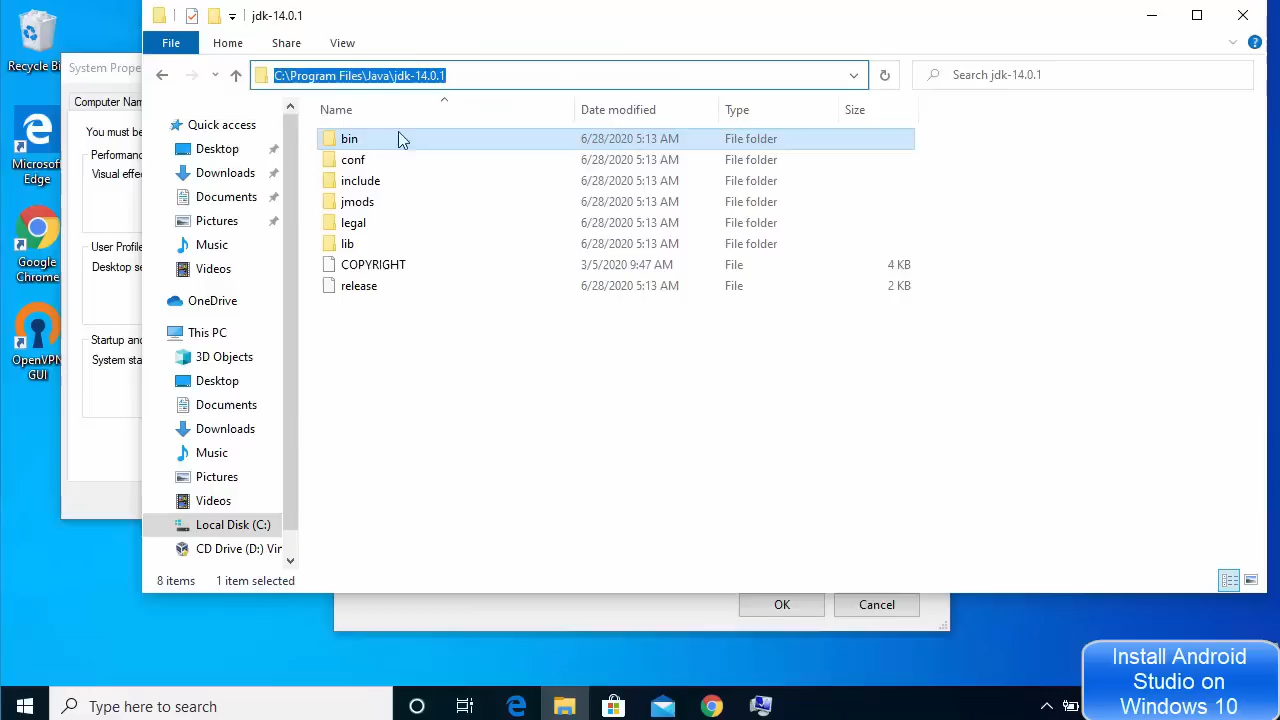 jdk-14.0.1
File
Home
Share
View
C:\Program Files\Java\jdk-14.0.1
Search jdk-14.0.1
Name
Date modified
Type
Size
bin
6/28/2020 5:13 AM
File folder
conf
6/28/2020 5:13 AM
File folder
include
6/28/2020 5:13 AM
File folder
jmods
6/28/2020 5:13 AM
File folder
legal
6/28/2020 5:13 AM
File folder
lib
6/28/2020 5:13 AM
File folder
COPYRIGHT
3/5/2020 9:47 AM
File
4 KB
release
6/28/2020 5:13 AM
File
2 KB
Quick access
Desktop
Downloads
Documents
Pictures
Music
Videos
OneDrive
This PC
3D Objects
Desktop
Documents
Downloads
Music
Pictures
Videos
Local Disk (C:)
CD Drive (D:) Vir
8 items
1 item selected
Recycle Bi
Microsof
Edge
Google
Chrome
OpenVPN
GUI
System Prope
Computer Nam
You must be
Performanc
Visual effec
User Profile
Desktop se
Startup and
System sta
OK
Cancel
Type here to search
Install Android
Studio on
Windows 10